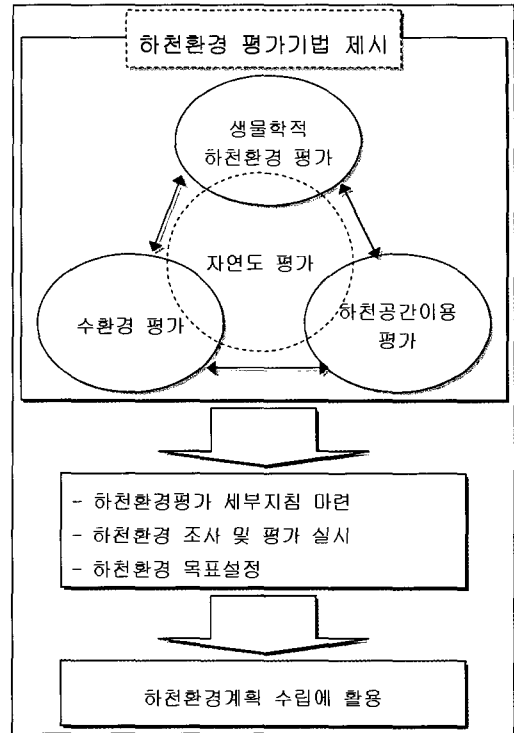 하천환경 평가기법 제시
생물학적
하천환경 평가
자연도 평가
수환경 평가
하천공간이용
평가
- 하천환경평가 세부지침 마련
- 하천환경 조사 및 평가 실시
- 하천환경 목표설정
하천환경계획 수립에 활용